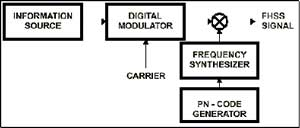 INFORMATION
SOURCE
DIGITAL
MODULATOR
FHSS
SIGNAL
CARRIER
FREQUENCY
SYNTHESIZER
PN - CODE
GENERATOR